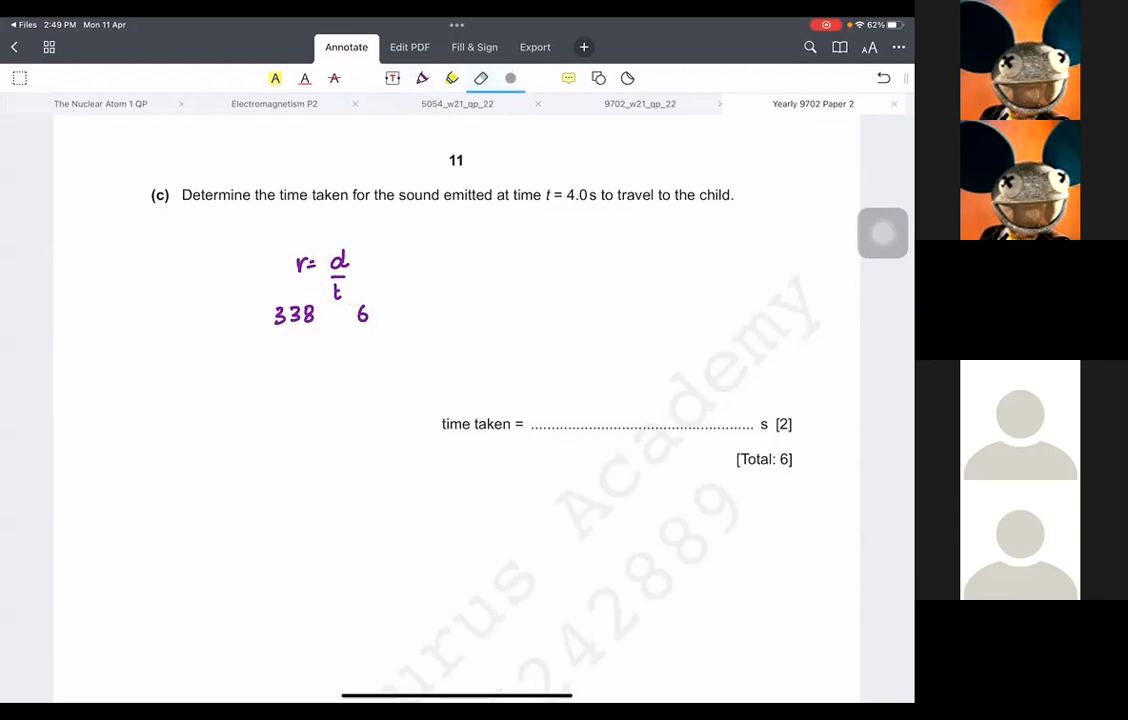 Files 2:49 PM Mon 11 Apr 62%
Annotate Edit PDF Fill & Sign Export
The Nuclear Atom 1 QP Electromagnetism P2 5054_w21_qp_22 9702_w21_qp_22 Yearly 9702 Paper 2
11
(c) Determine the time taken for the sound emitted at time t = 4.0 s to travel to the child.
r= d
t
338 6
time taken = ....................................................... s [2]
[Total: 6]
urus Academy
242889